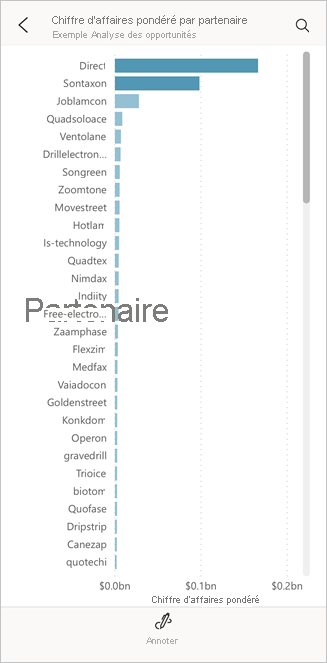 Chiffre d'affaires pondéré par partenaire
Exemple Analyse des opportunités
Direct
Sontaxon
Joblamcon
Quadsoloace
Ventolane
Drillelectron...
Songreen
Zoomtone
Movestreet
Hotlam
Is-technology
Quadtex
Nimdax
Indiity
Partenaire
Free-electro...
Zaamphase
Flexzim
Medfax
Vaiadocon
Goldenstreet
Konkdom
Operon
gravedrill
Trioice
biotom
Quofase
Dripstrip
Canezap
quotechi
$0.0bn $0.1bn $0.2bn
Chiffre d'affaires pondéré
Annoter